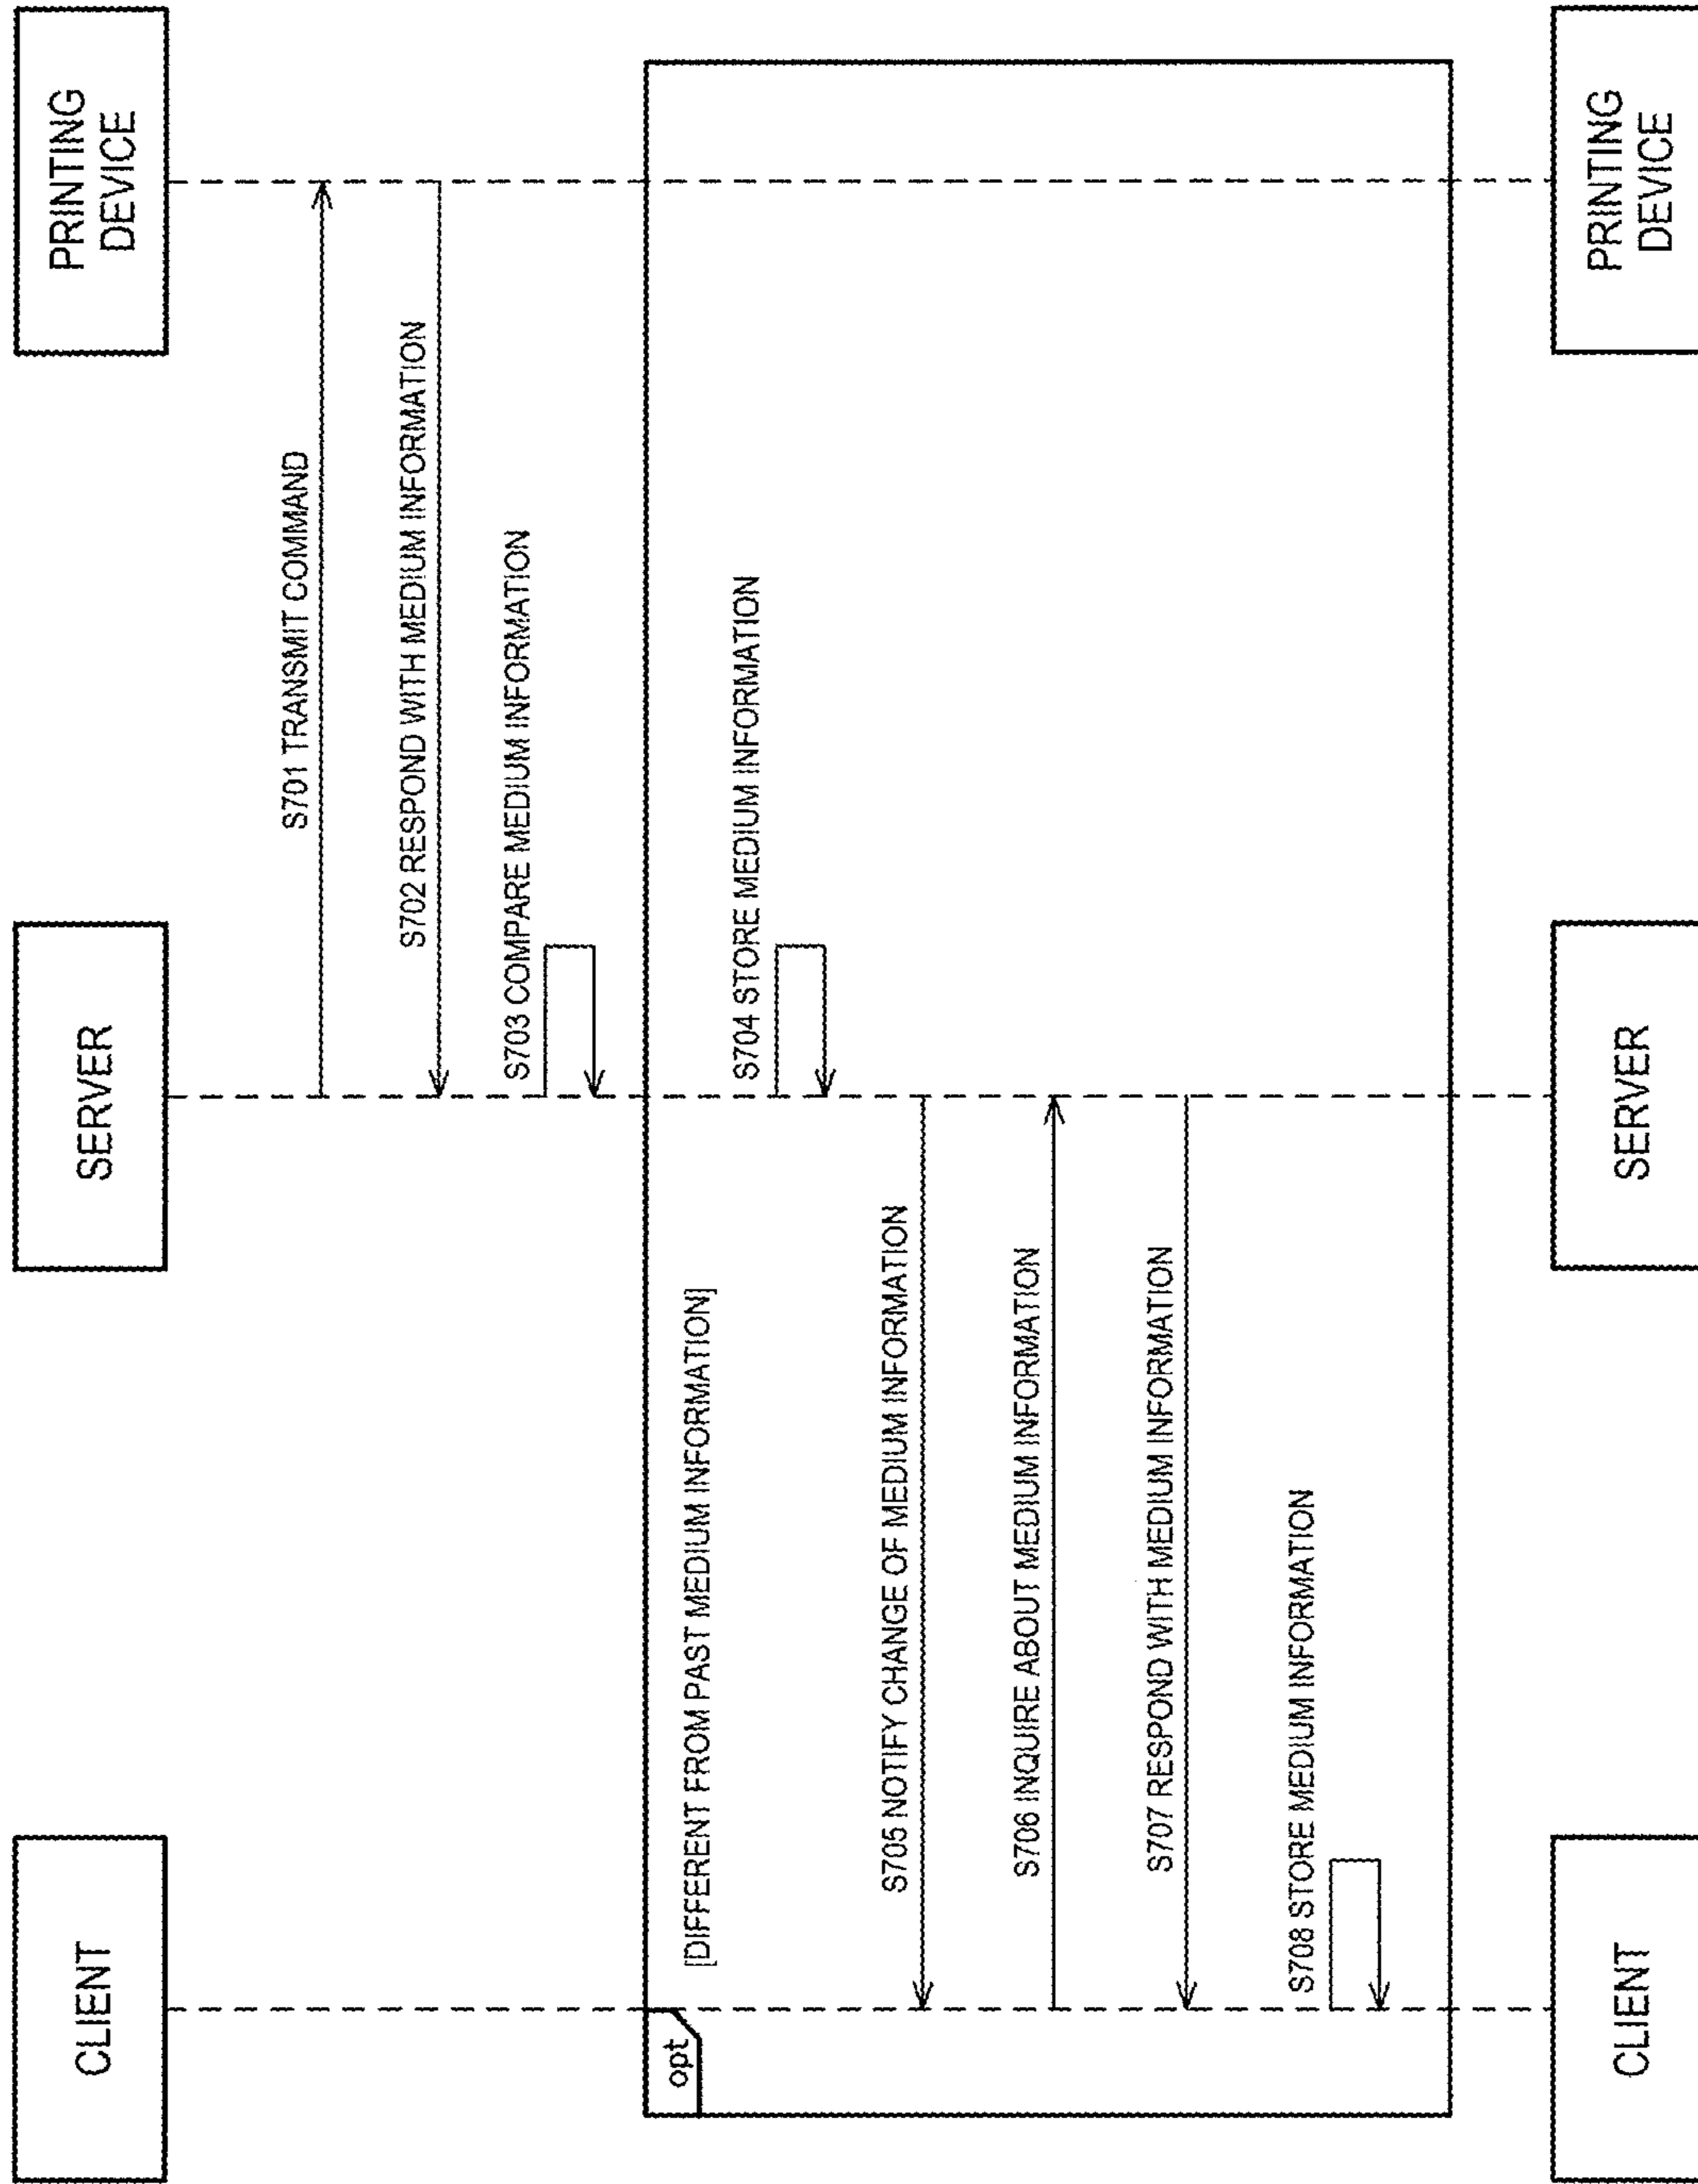 CLIENT
SERVER
PRINTING
DEVICE
S701 TRANSMIT COMMAND
S702 RESPOND WITH MEDIUM INFORMATION
S703 COMPARE MEDIUM INFORMATION
opt
[DIFFERENT FROM PAST MEDIUM INFORMATION]
S704 STORE MEDIUM INFORMATION
S705 NOTIFY CHANGE OF MEDIUM INFORMATION
S706 INQUIRE ABOUT MEDIUM INFORMATION
S707 RESPOND WITH MEDIUM INFORMATION
S708 STORE MEDIUM INFORMATION
CLIENT
SERVER
PRINTING
DEVICE